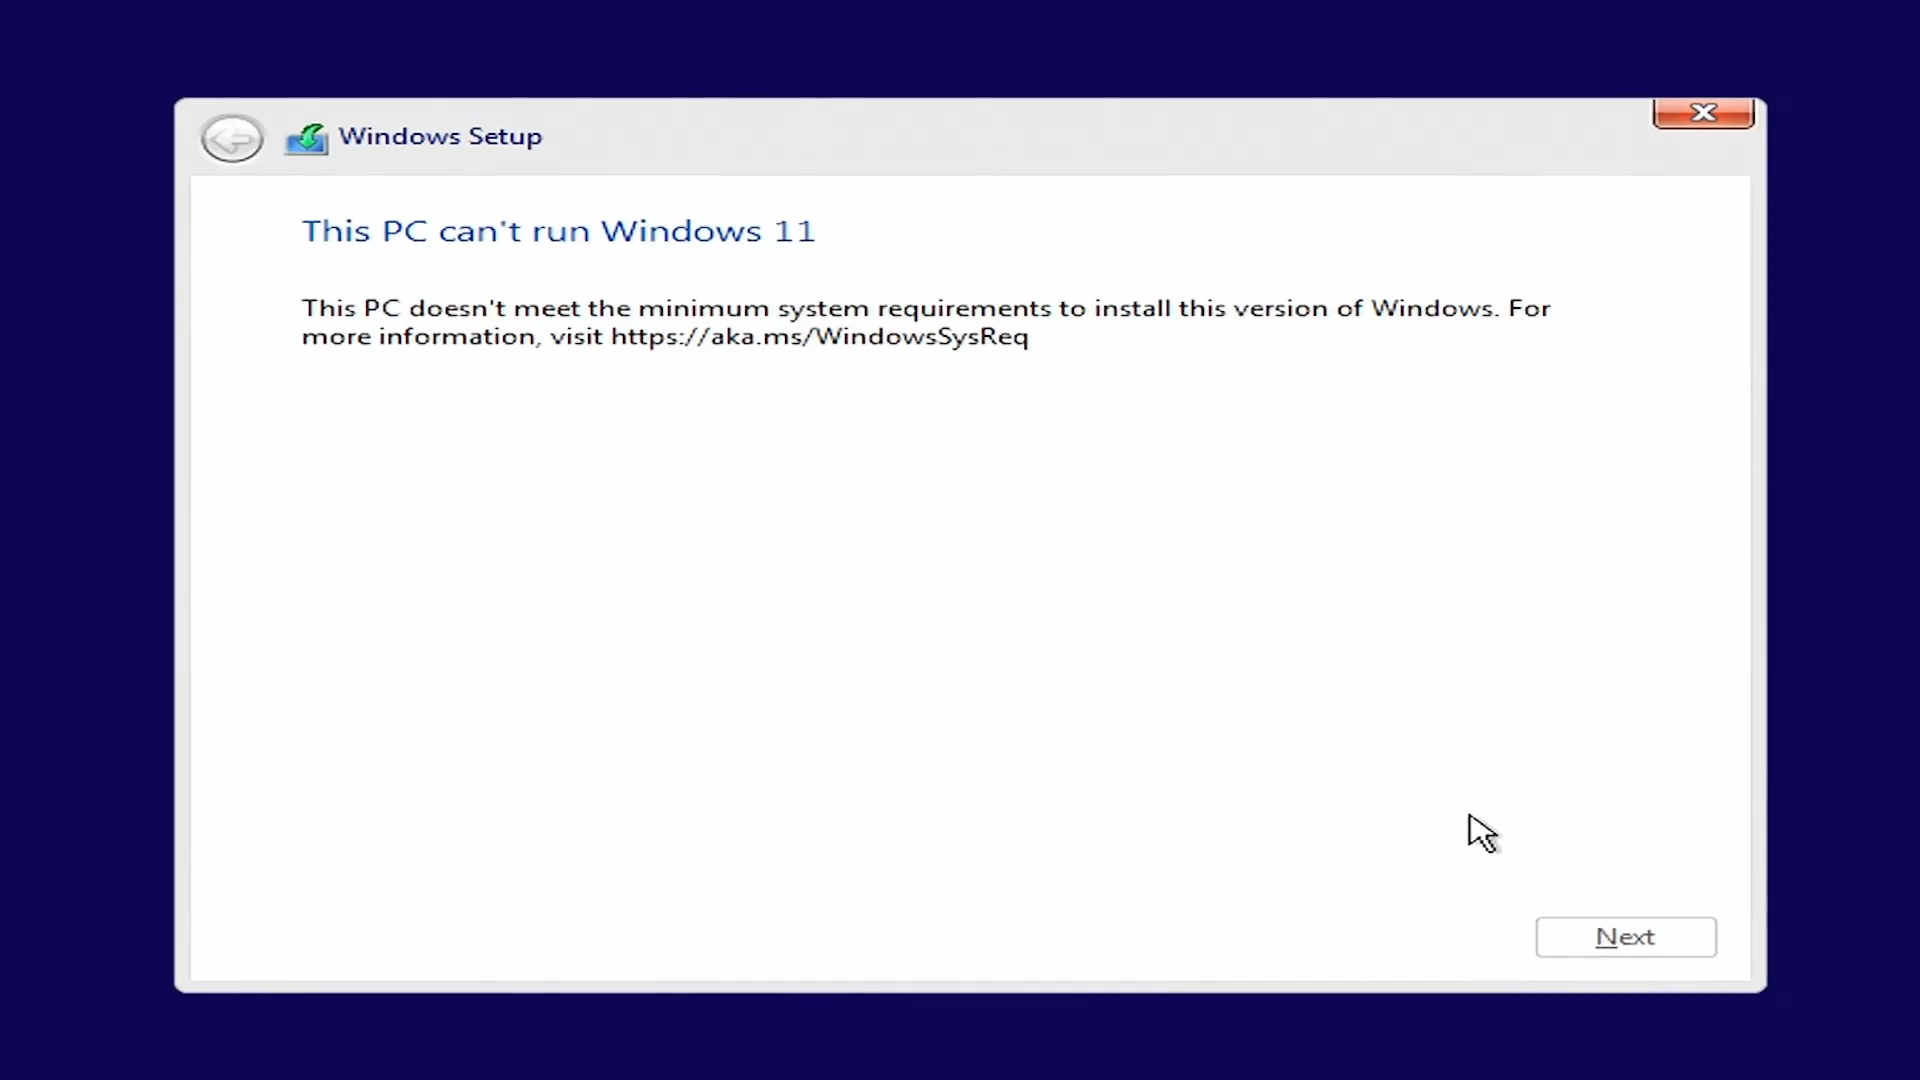 Windows Setup
This PC can't run Windows 11
This PC doesn't meet the minimum system requirements to install this version of Windows. For
more information, visit https://aka.ms/WindowsSysReq
Next